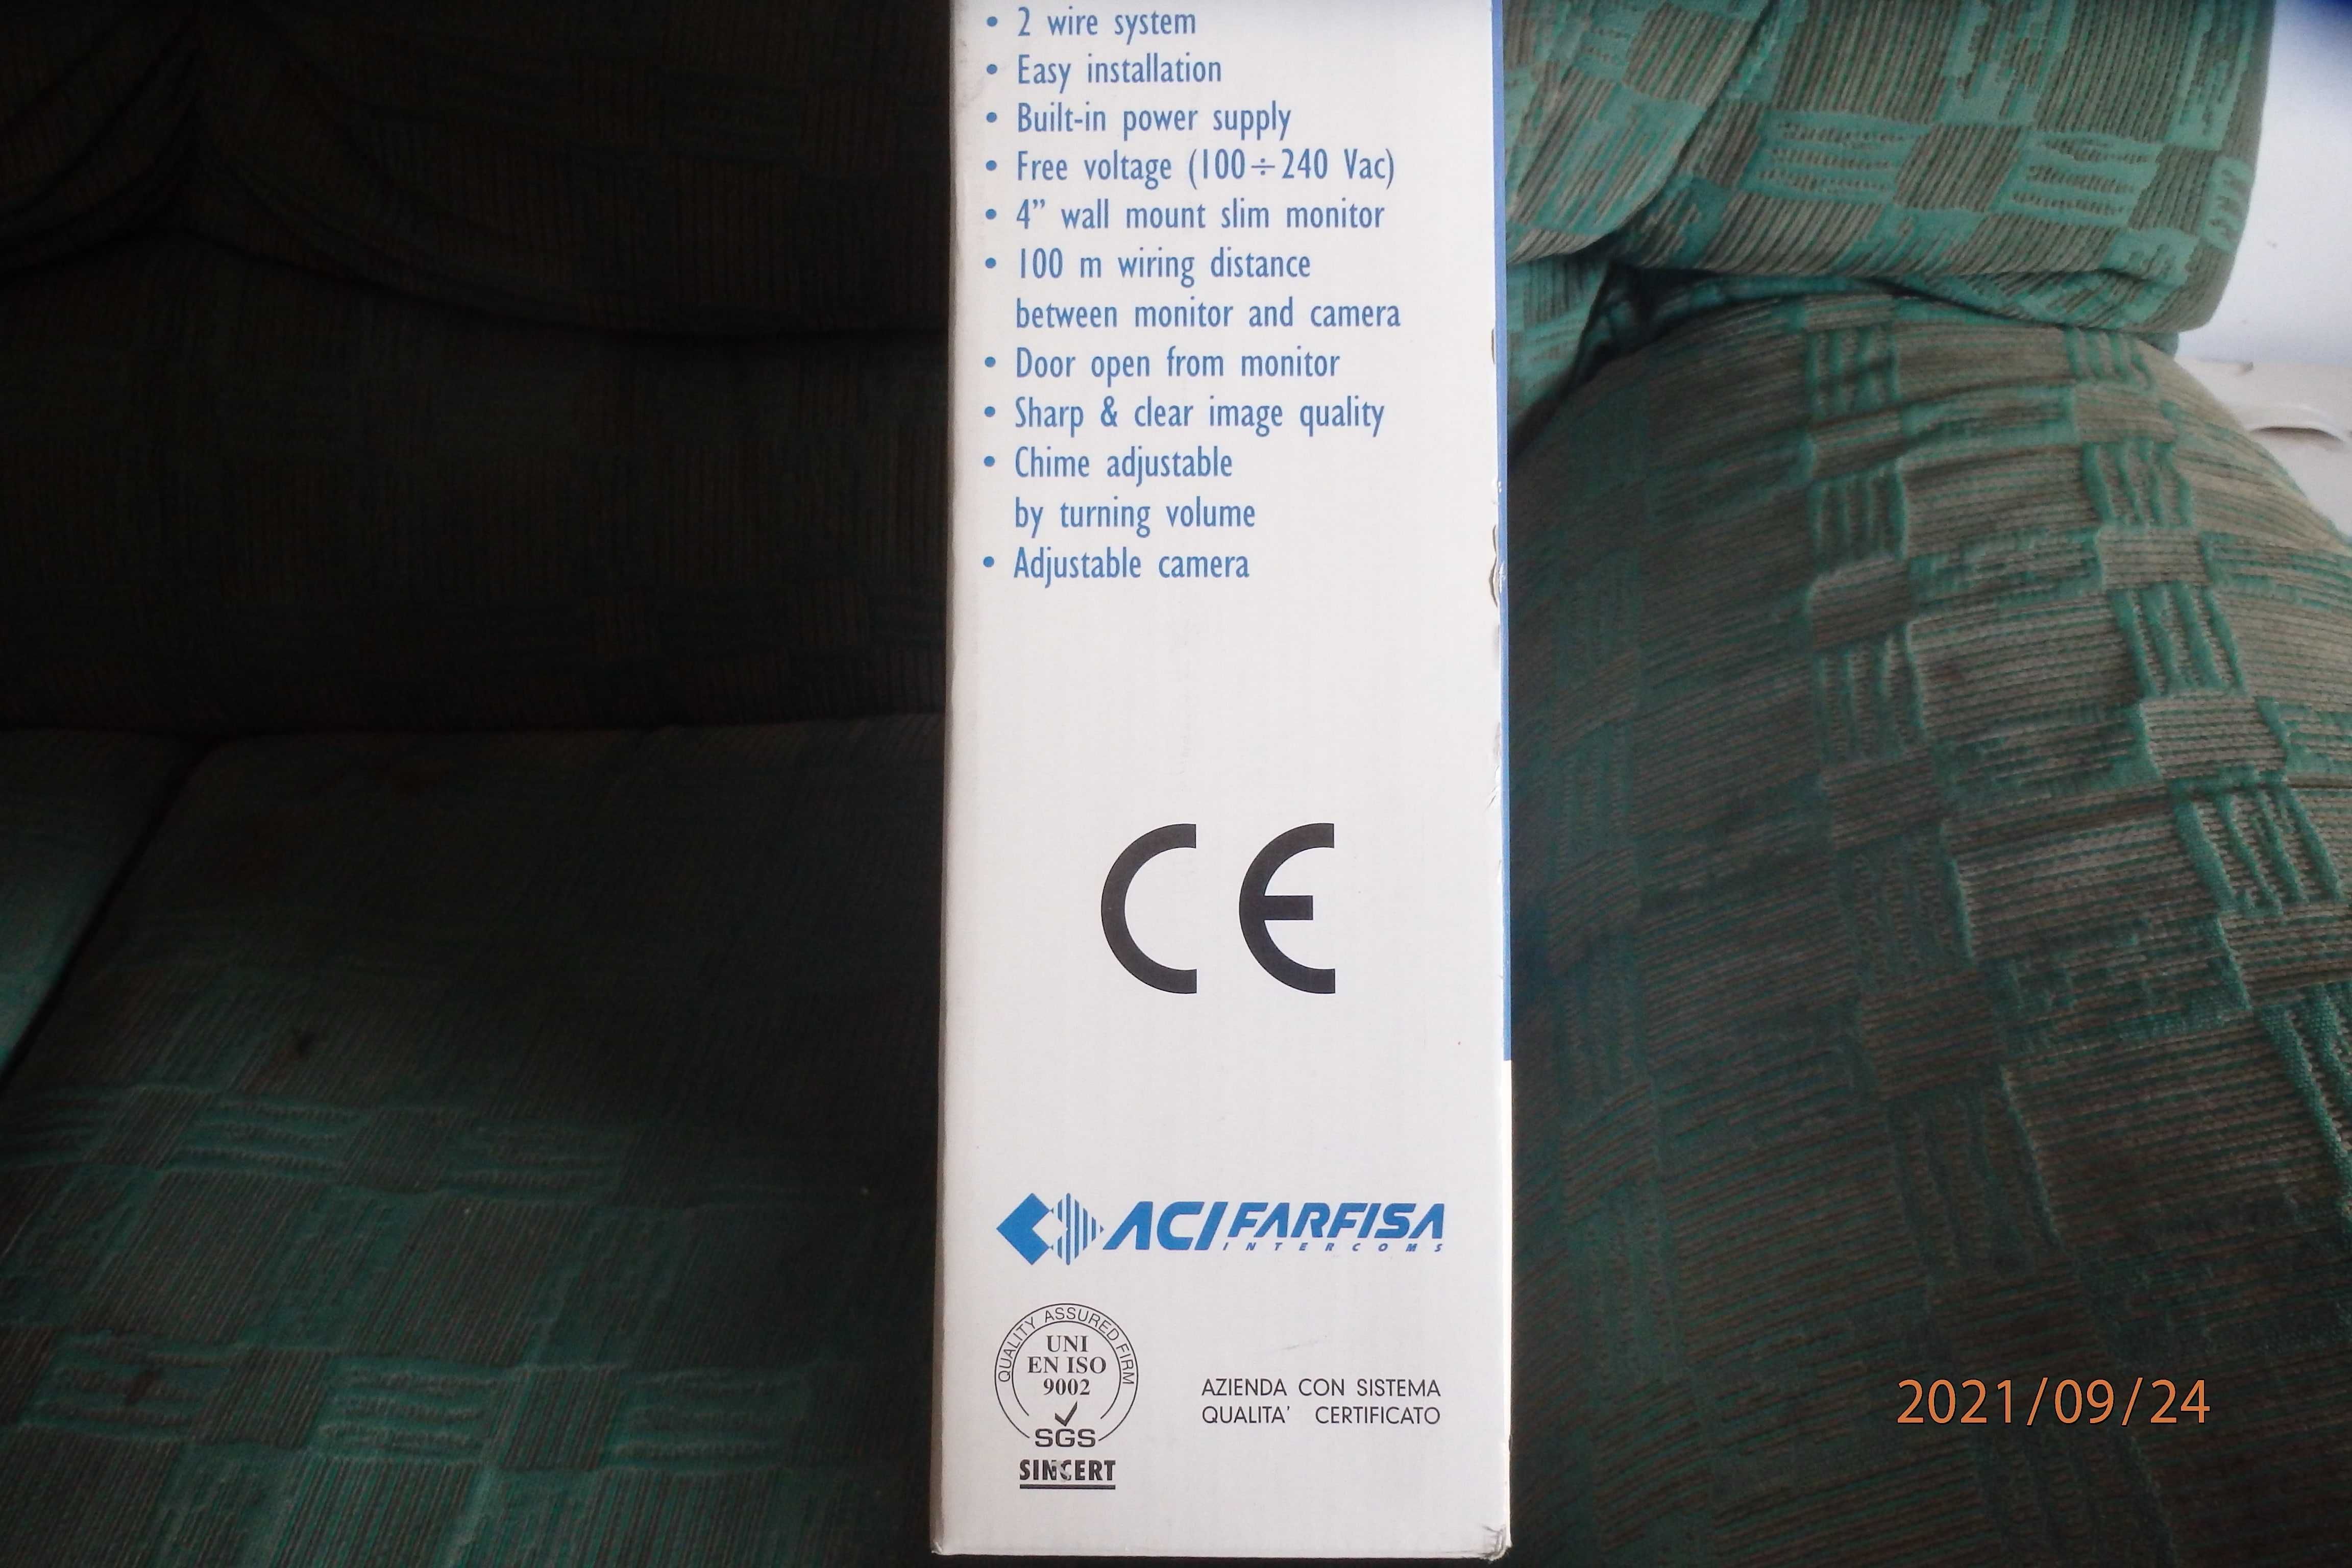 • 2 wire system
• Easy installation
• Built-in power supply
• Free voltage (100÷240 Vac)
• 4” wall mount slim monitor
• 100 m wiring distance
between monitor and camera
• Door open from monitor
• Sharp & clear image quality
• Chime adjustable
by turning volume
• Adjustable camera
CE
ACI FARFISA
INTERCOMS
QUALITY ASSURED FIRM
UNI
EN ISO
9002
SGS
SINCERT
AZIENDA CON SISTEMA
QUALITA’ CERTIFICATO
2021/09/24